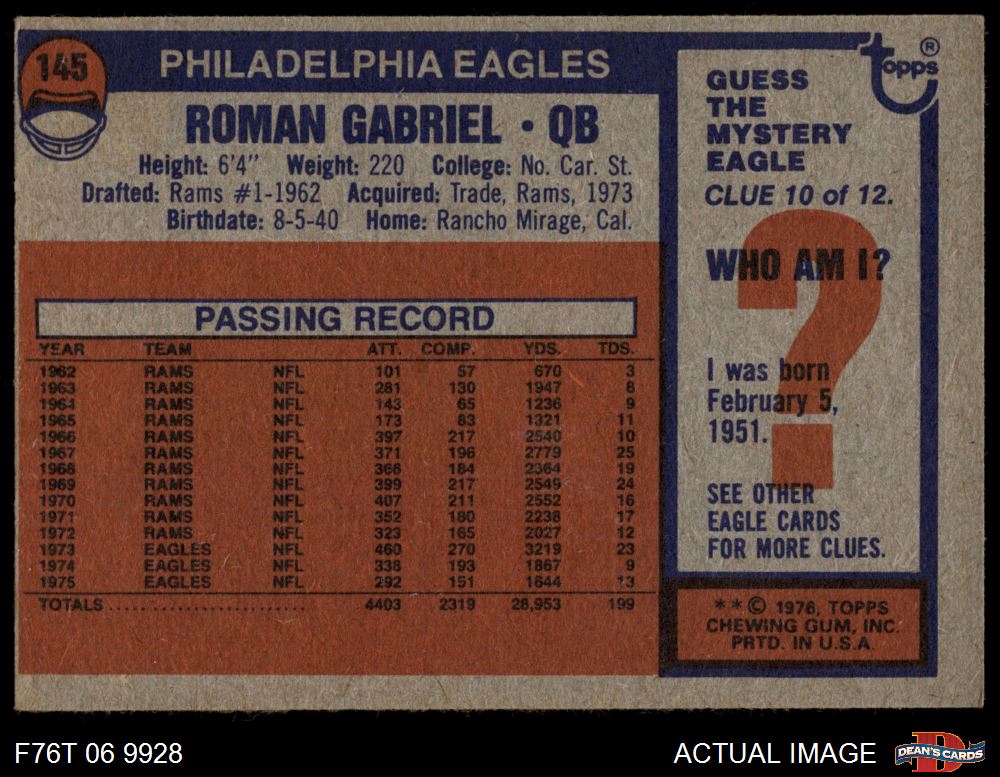 145
PHILADELPHIA EAGLES
ROMAN GABRIEL • QB
Height: 6'4" Weight: 220 College: No. Car. St.
Drafted: Rams #1-1962 Acquired: Trade, Rams, 1973
Birthdate: 8-5-40 Home: Rancho Mirage, Cal.
PASSING RECORD
YEAR TEAM ATT. COMP. YDS. TDS.
1962 RAMS NFL 101 57 670 3
1963 RAMS NFL 281 130 1947 8
1964 RAMS NFL 143 65 1236 9
1965 RAMS NFL 173 83 1321 11
1966 RAMS NFL 397 217 2540 10
1967 RAMS NFL 371 196 2779 25
1968 RAMS NFL 366 184 2364 19
1969 RAMS NFL 399 217 2549 24
1970 RAMS NFL 407 211 2552 16
1971 RAMS NFL 352 180 2238 17
1972 RAMS NFL 323 165 2027 12
1973 EAGLES NFL 460 270 3219 23
1974 EAGLES NFL 338 193 1867 9
1975 EAGLES NFL 292 151 1644 13
TOTALS........................... 4403 2319 28,953 199
topps ®
GUESS
THE
MYSTERY
EAGLE
CLUE 10 of 12.
WHO AM I?
?
I was born
February 5,
1951.
SEE OTHER
EAGLE CARDS
FOR MORE CLUES.
**© 1976, TOPPS
CHEWING GUM, INC.
PRTD. IN U.S.A.
F76T 06 9928
ACTUAL IMAGE
D
DEAN'S CARDS